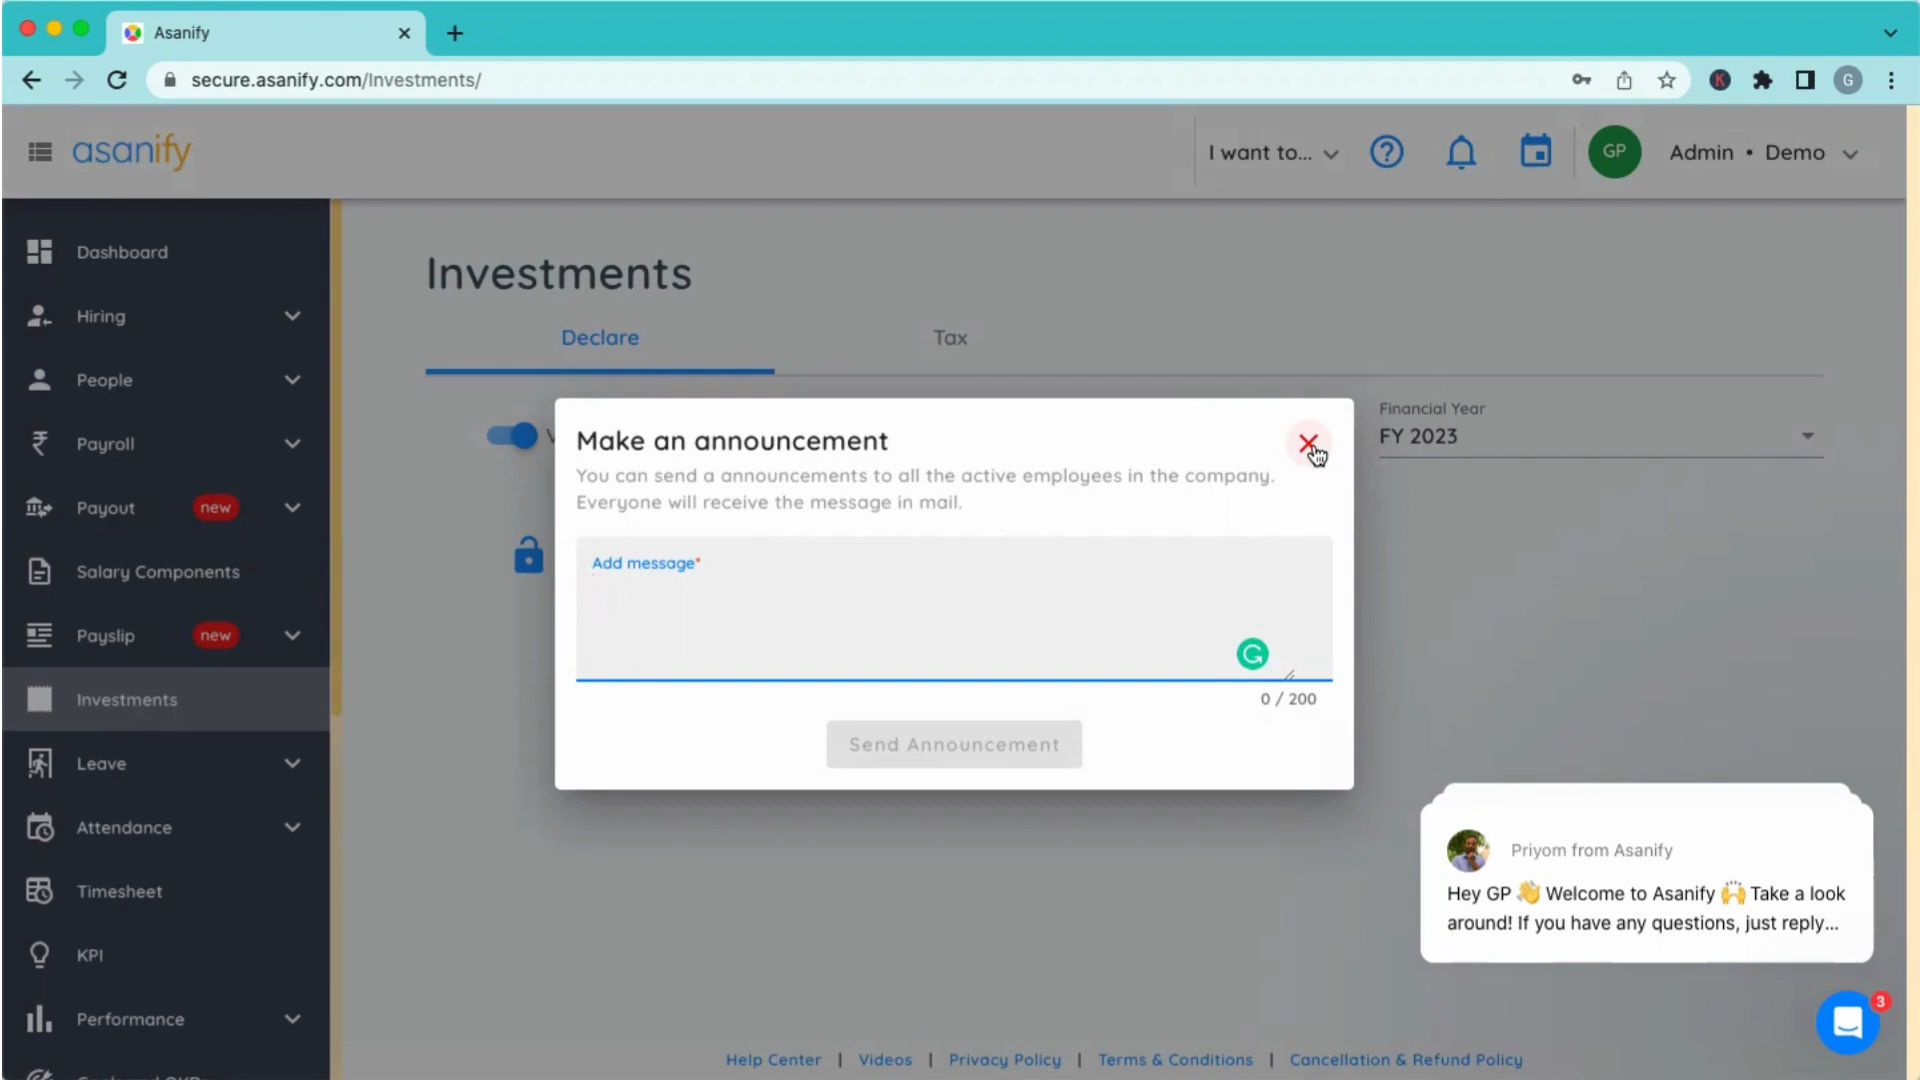 Asanify
secure.asanify.com/Investments/
K
G
asanify
I want to...
GP
Admin • Demo
Dashboard
Hiring
People
Payroll
Payout new
Salary Components
Payslip new
Investments
Leave
Attendance
Timesheet
KPI
Performance
Investments
Declare
Tax
Financial Year
FY 2023
Make an announcement
You can send a announcements to all the active employees in the company.
Everyone will receive the message in mail.
Add message*
0 / 200
Send Announcement
Priyom from Asanify
Hey GP 👋 Welcome to Asanify 🙌 Take a look
around! If you have any questions, just reply...
3
Help Center | Videos | Privacy Policy | Terms & Conditions | Cancellation & Refund Policy